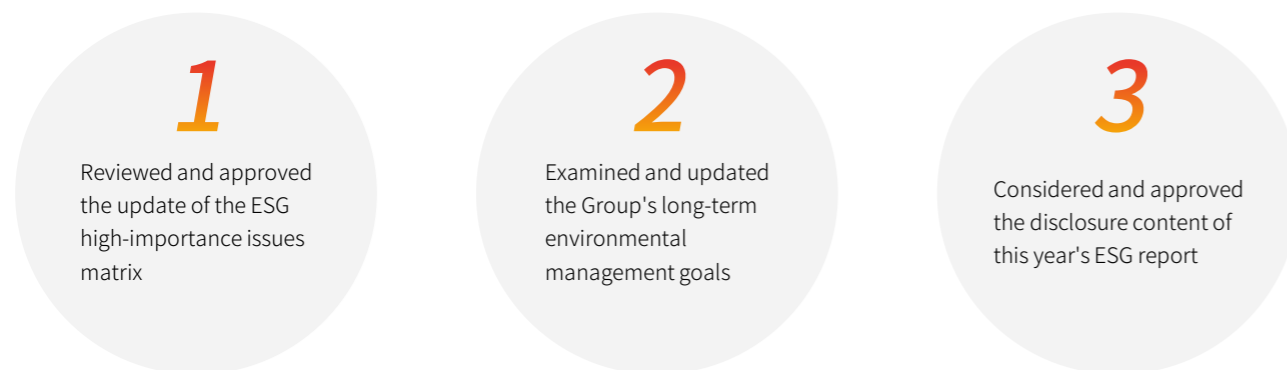 1
Reviewed and approved
the update of the ESG
high-importance issues
matrix
2
Examined and updated
the Group's long-term
environmental
management goals
3
Considered and approved
the disclosure content of
this year's ESG report